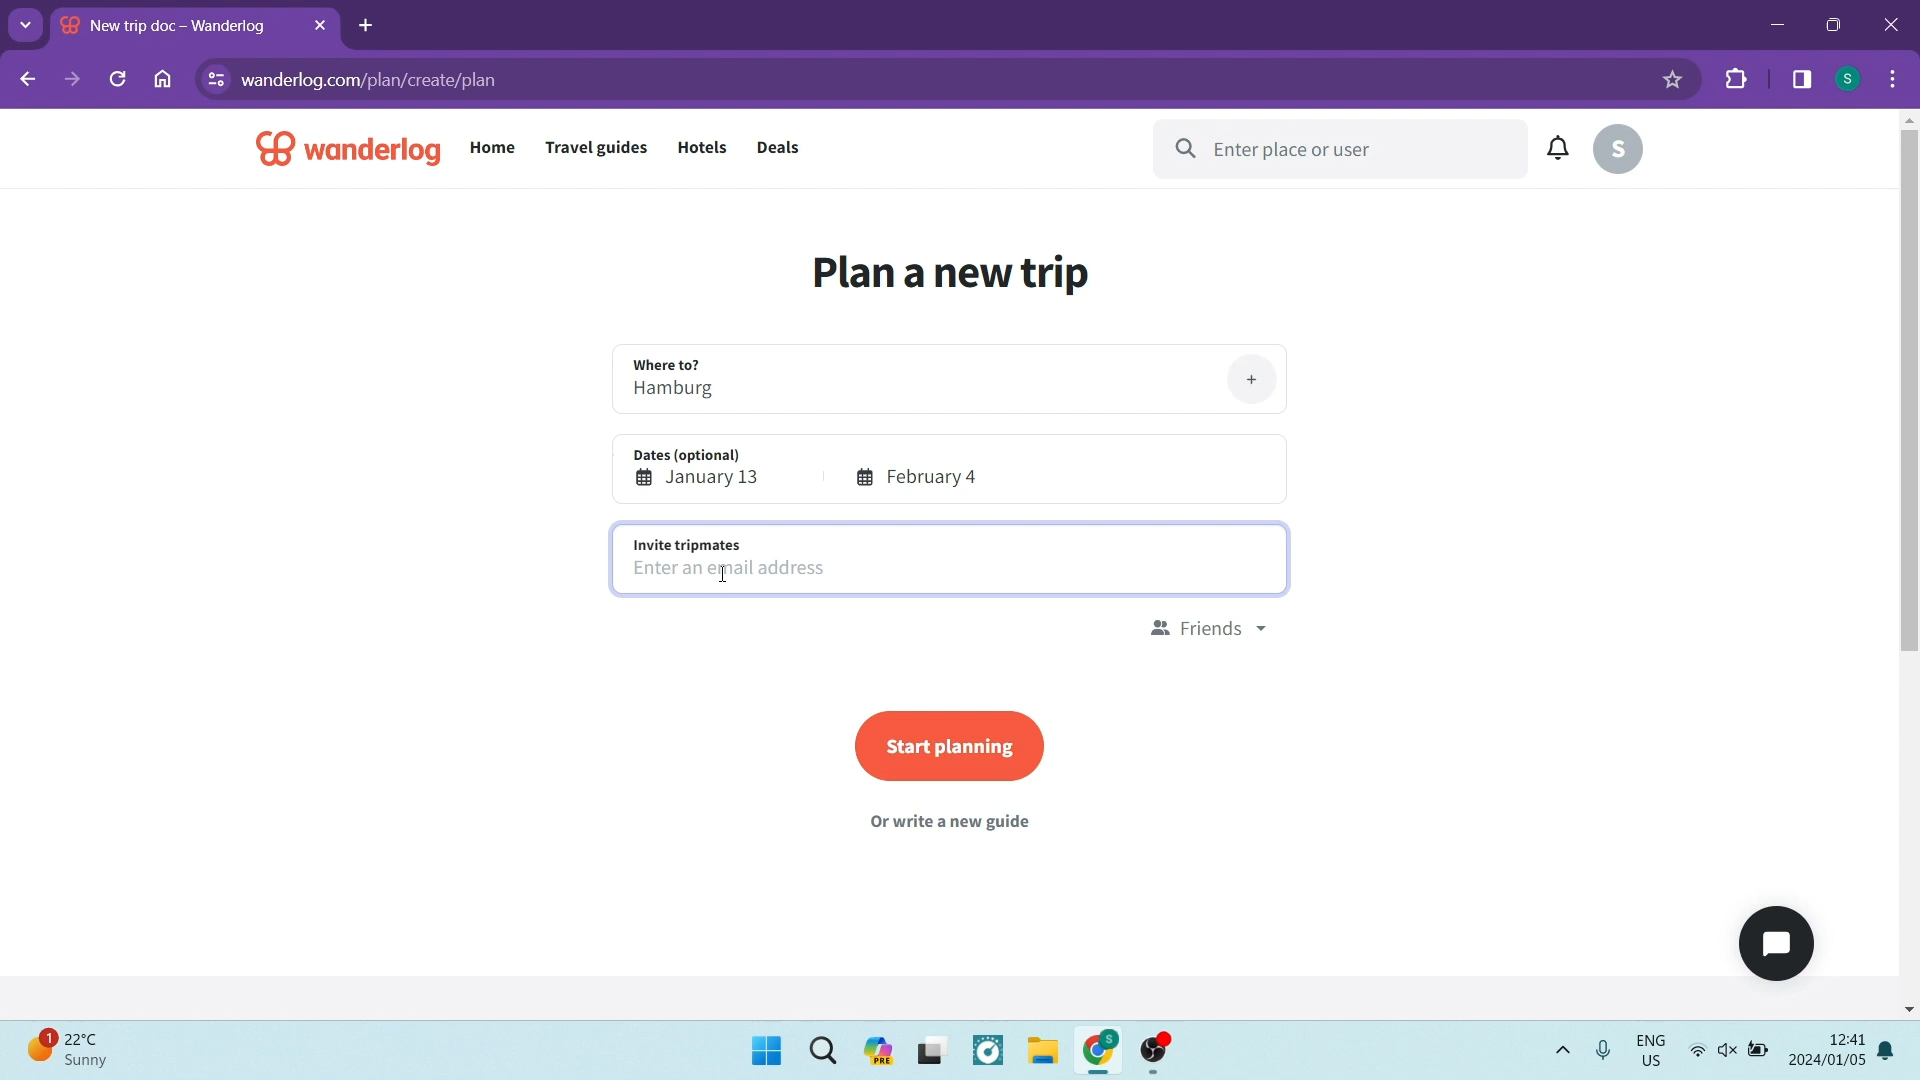 New trip doc – Wanderlog
wanderlog.com/plan/create/plan
S
wanderlog Home Travel guides Hotels Deals Enter place or user S
Plan a new trip
Where to?
Hamburg
+
Dates (optional)
January 13 February 4
Invite tripmates
Enter an email address
Friends
Start planning
Or write a new guide
1 22°C
Sunny
PRE
S
ENG
US
12:41
2024/01/05